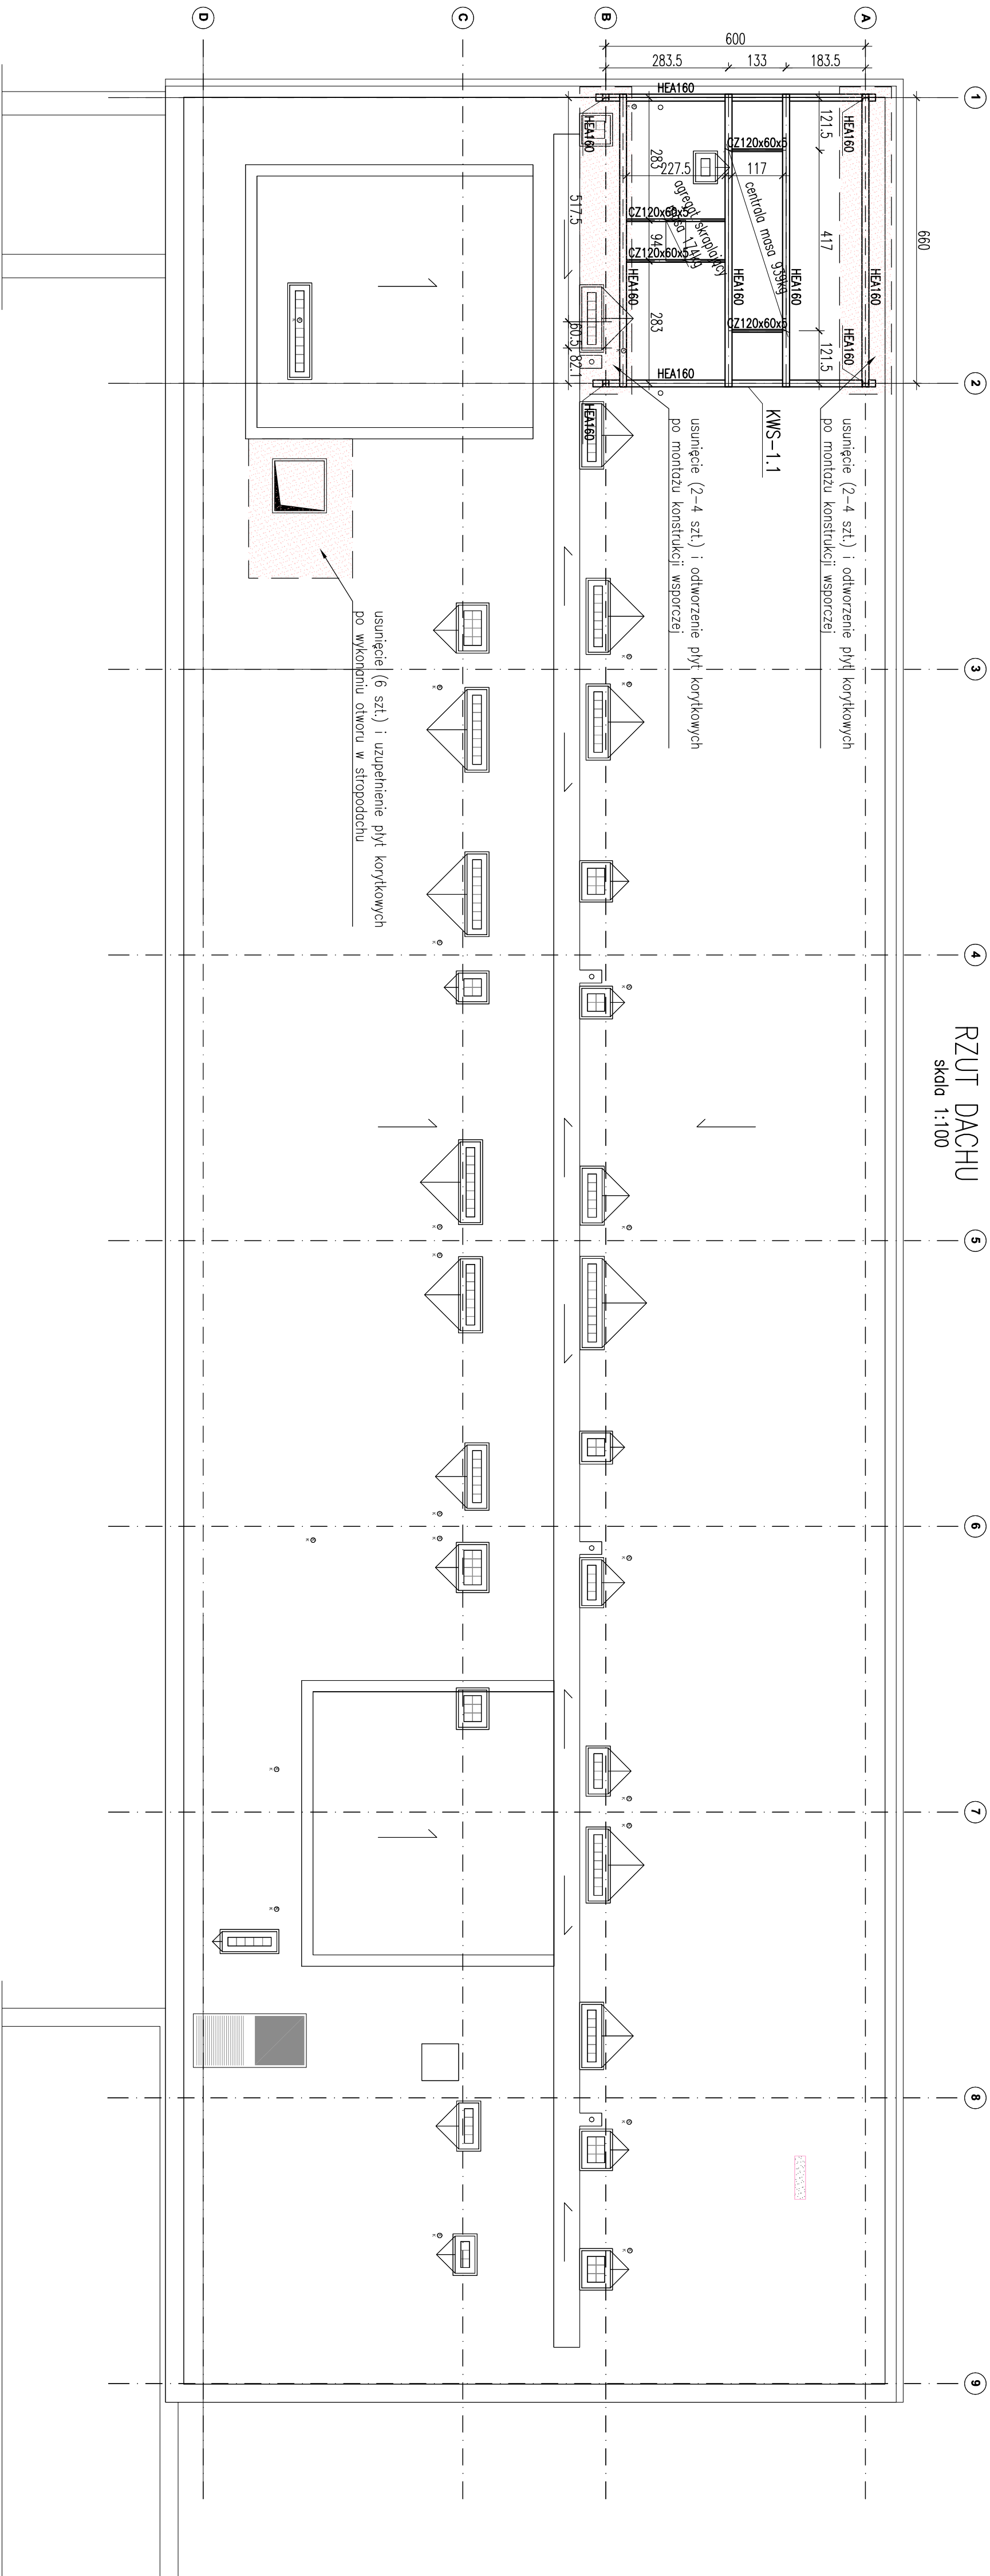 RZUT DACHU
skala 1:100
1
2
3
4
5
6
7
8
9
A
B
C
D
660
121.5
417
121.5
600
183.5
133
283.5
HEA160
HEA160
HEA160
HEA160
HEA160
HEA160
HEA160
HEA160
HEA160
HEA160
CZ120x60x5
CZ120x60x5
CZ120x60x5
CZ120x60x5
117
227.5
centrala masa 939kg
agregat skraplający
masa 174kg
283
94
283
517.5
60.5
82.1
KWS-1.1
usunięcie (2-4 szt.) i odtworzenie płyt korytkowych
po montażu konstrukcji wsporczej
usunięcie (2-4 szt.) i odtworzenie płyt korytkowych
po montażu konstrukcji wsporczej
usunięcie (6 szt.) i uzupełnienie płyt korytkowych
po wykonaniu otworu w stropodachu